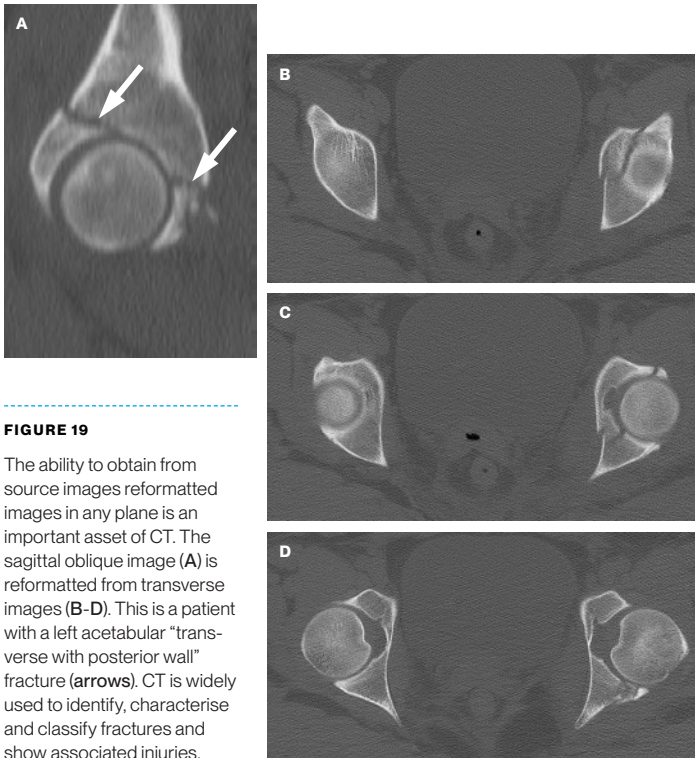 A
B
C
D
FIGURE 19
The ability to obtain from
source images reformatted
images in any plane is an
important asset of CT. The
sagittal oblique image (A) is
reformatted from transverse
images (B-D). This is a patient
with a left acetabular “trans-
verse with posterior wall”
fracture (arrows). CT is widely
used to identify, characterise
and classify fractures and
show associated injuries.